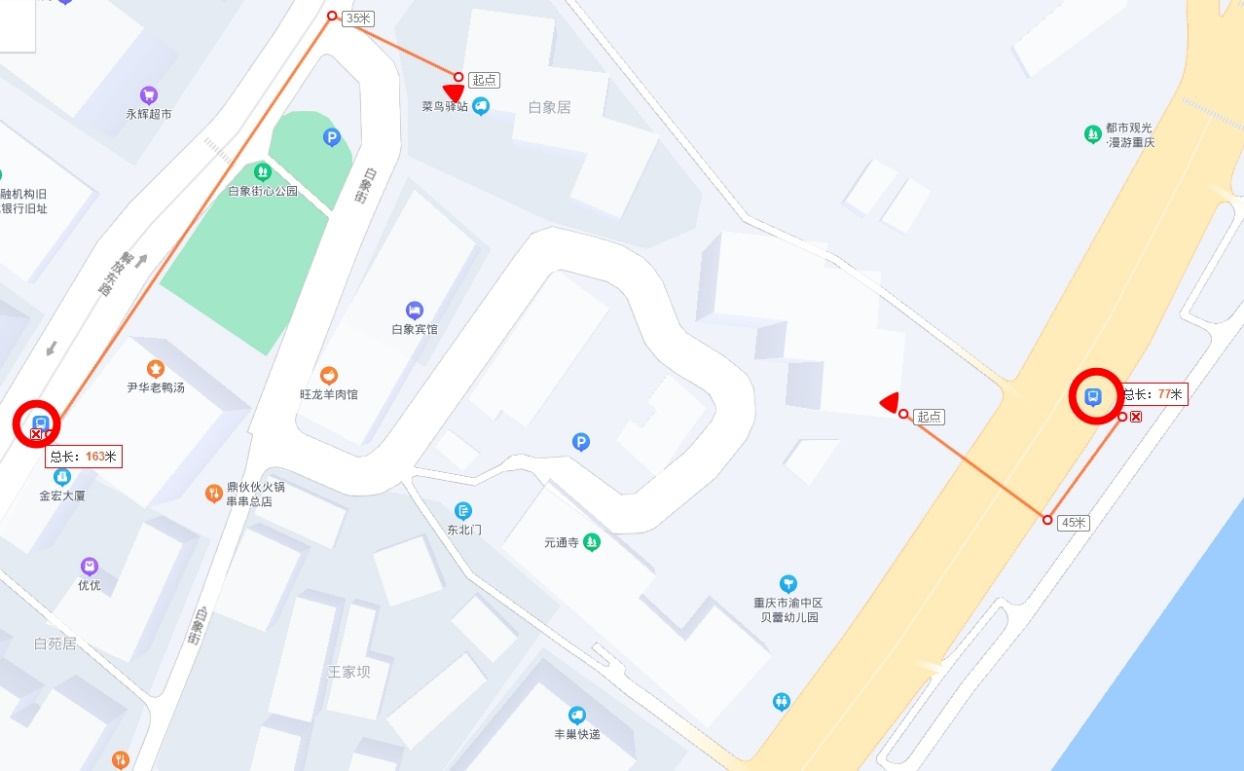 35米
起点
菜鸟驿站
白象居
永辉超市
P
都市观光
·漫游重庆
融机构旧
银行旧址
白象街心公园
白象街
解放东路
白象宾馆
尹华老鸭汤
旺龙羊肉馆
总长：77米
起点
总长：163米
P
金宏大厦
鼎伙伙火锅
串串总店
东北门
45米
元通寺
优优
重庆市渝中区
贝蕾幼儿园
白象街
白苑居
王家坝
丰巢快递